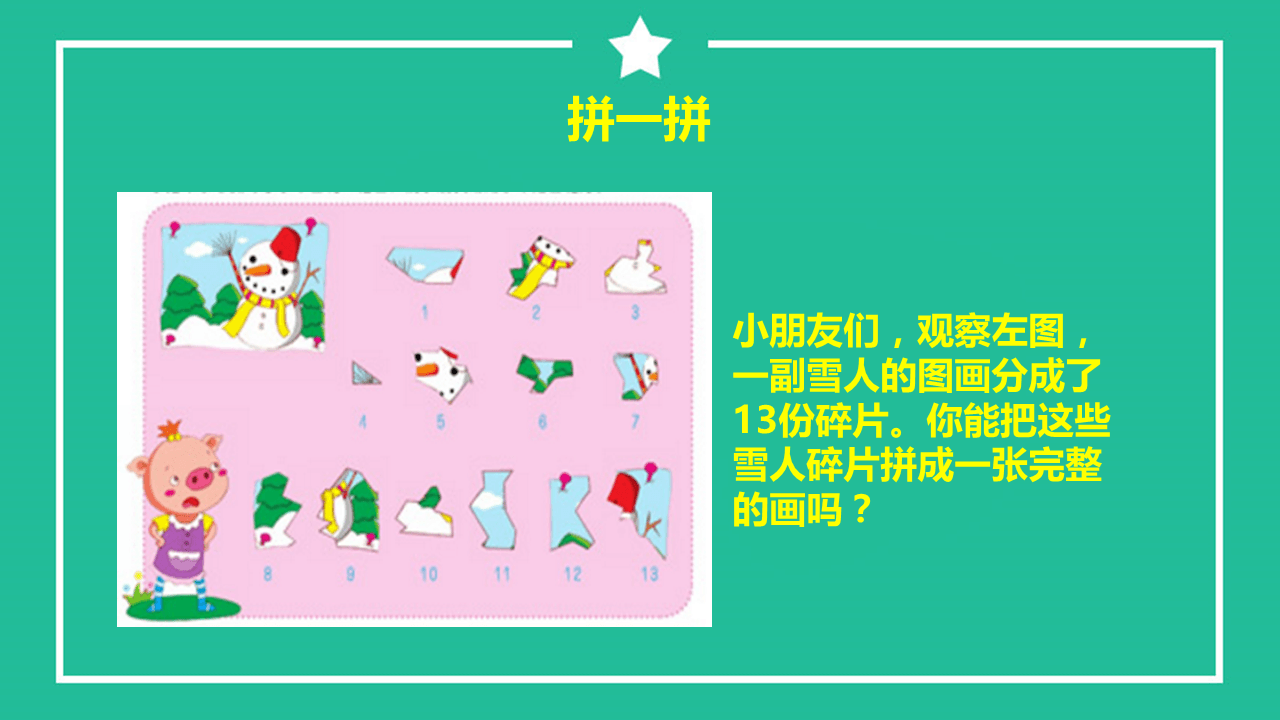 拼一拼
1 2 3
4 5 6 7
8 9 10 11 12 13
小朋友们，观察左图，
一副雪人的图画分成了
13份碎片。你能把这些
雪人碎片拼成一张完整
的画吗？